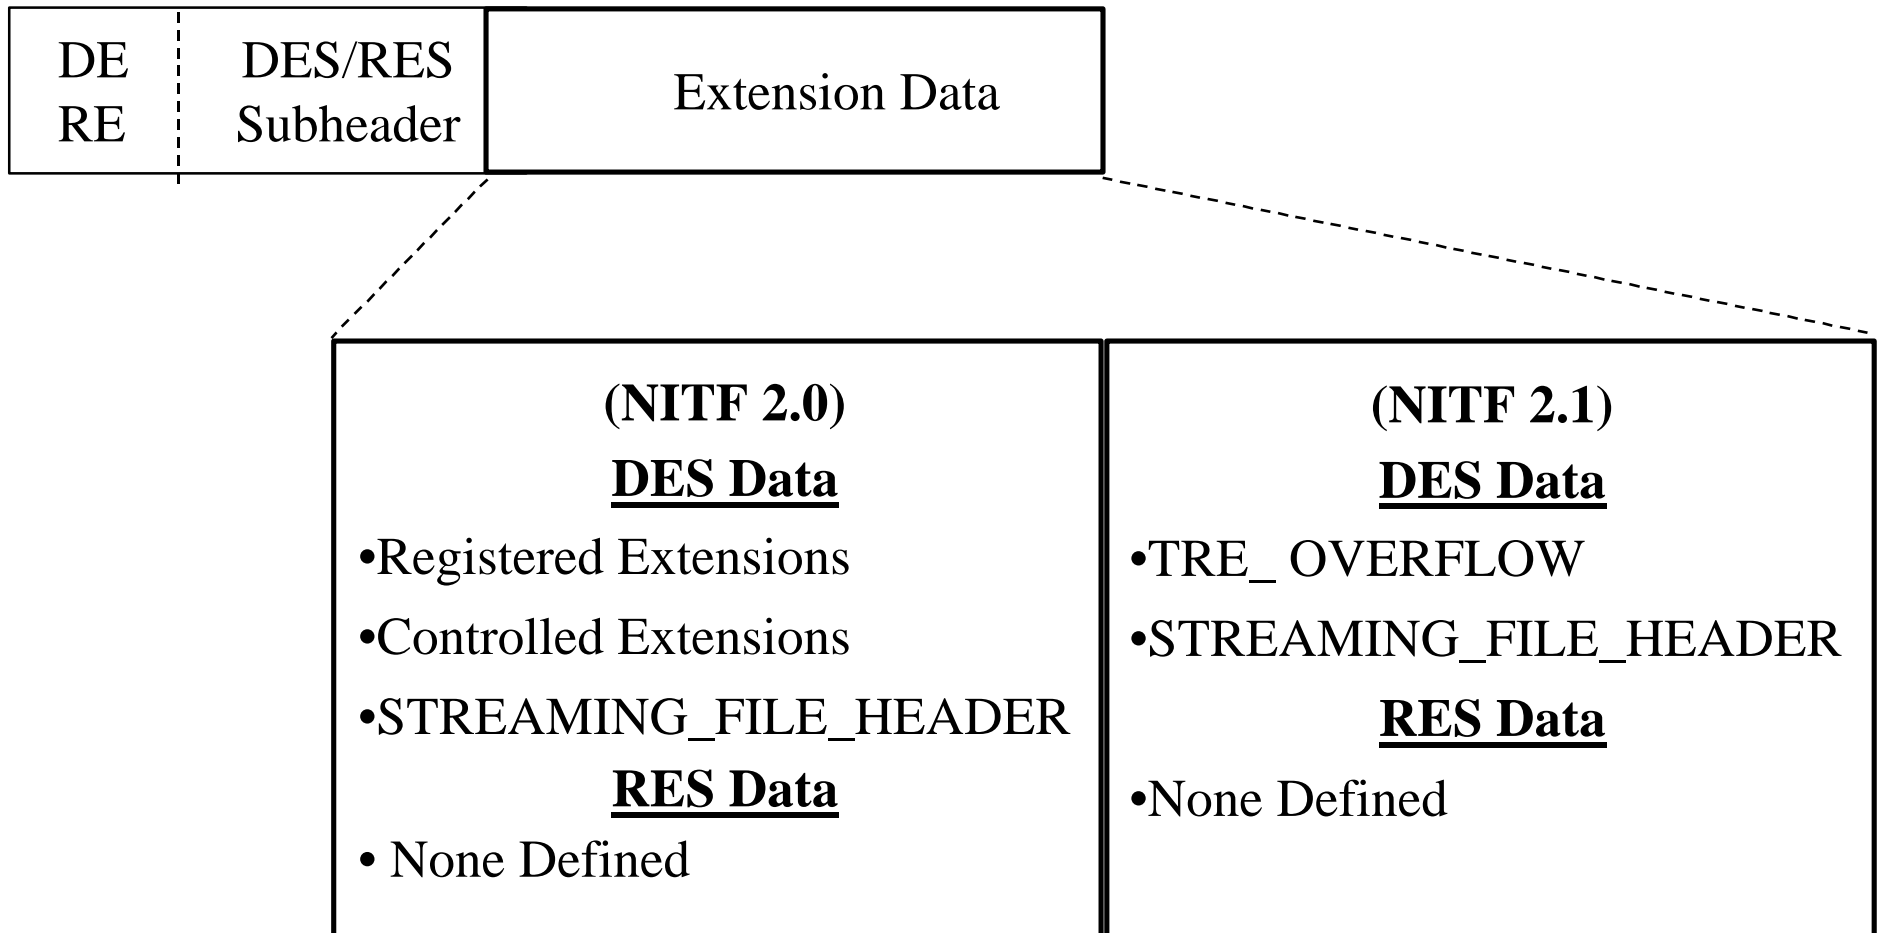 DE
RE
DES/RES
Subheader
Extension Data
(NITF 2.0)
DES Data
•Registered Extensions
•Controlled Extensions
•STREAMING_FILE_HEADER
RES Data
• None Defined
(NITF 2.1)
DES Data
•TRE_ OVERFLOW
•STREAMING_FILE_HEADER
RES Data
•None Defined